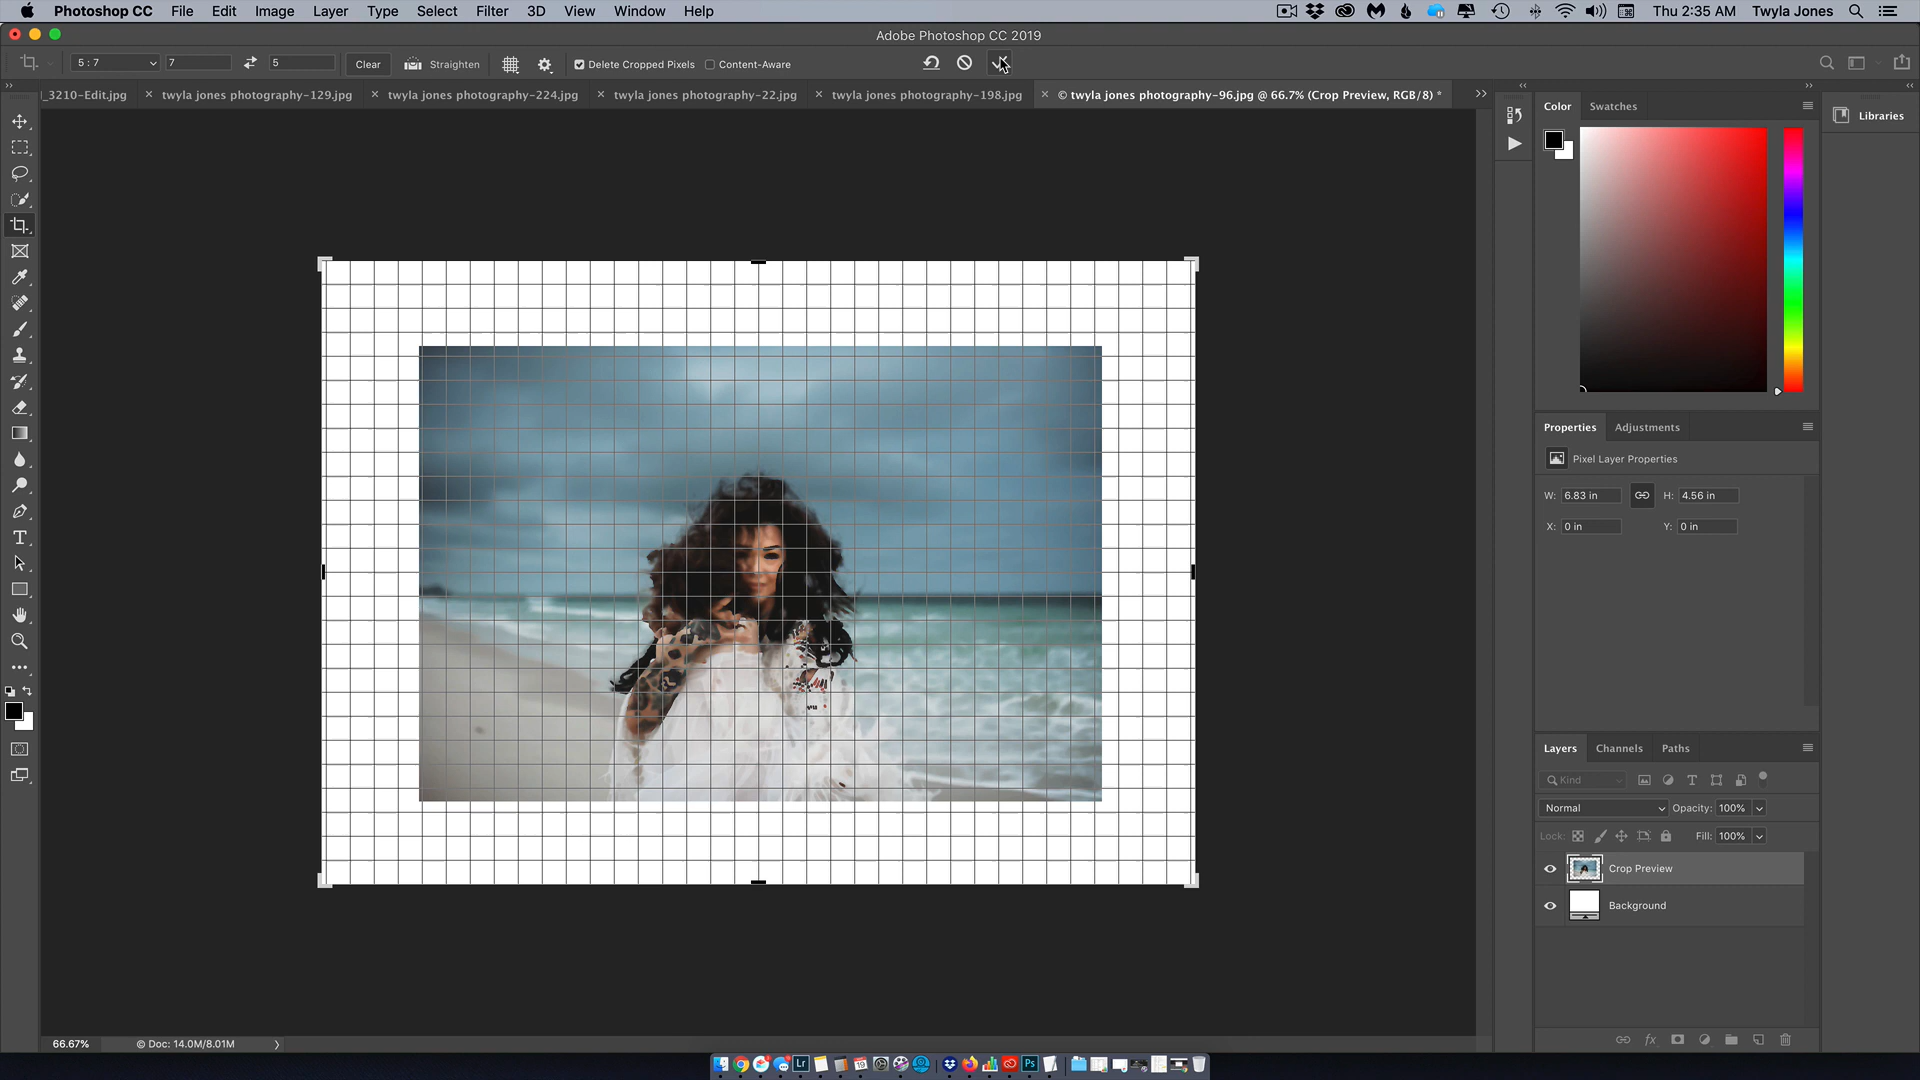 Photoshop CC File Edit Image Layer Type Select Filter 3D View Window Help Thu 2:35 AM Twyla Jones
Adobe Photoshop CC 2019
5 : 7 7 5 Clear Straighten Delete Cropped Pixels Content-Aware
_3210-Edit.jpg × twyla jones photography-129.jpg × twyla jones photography-224.jpg × twyla jones photography-22.jpg × twyla jones photography-198.jpg × © twyla jones photography-96.jpg @ 66.7% (Crop Preview, RGB/8) *
Color Swatches
Libraries
Properties Adjustments
Pixel Layer Properties
W: 6.83 in H: 4.56 in
X: 0 in Y: 0 in
Layers Channels Paths
Kind
Normal Opacity: 100%
Lock: Fill: 100%
Crop Preview
Background
66.67% © Doc: 14.0M/8.01M
Lr Ps